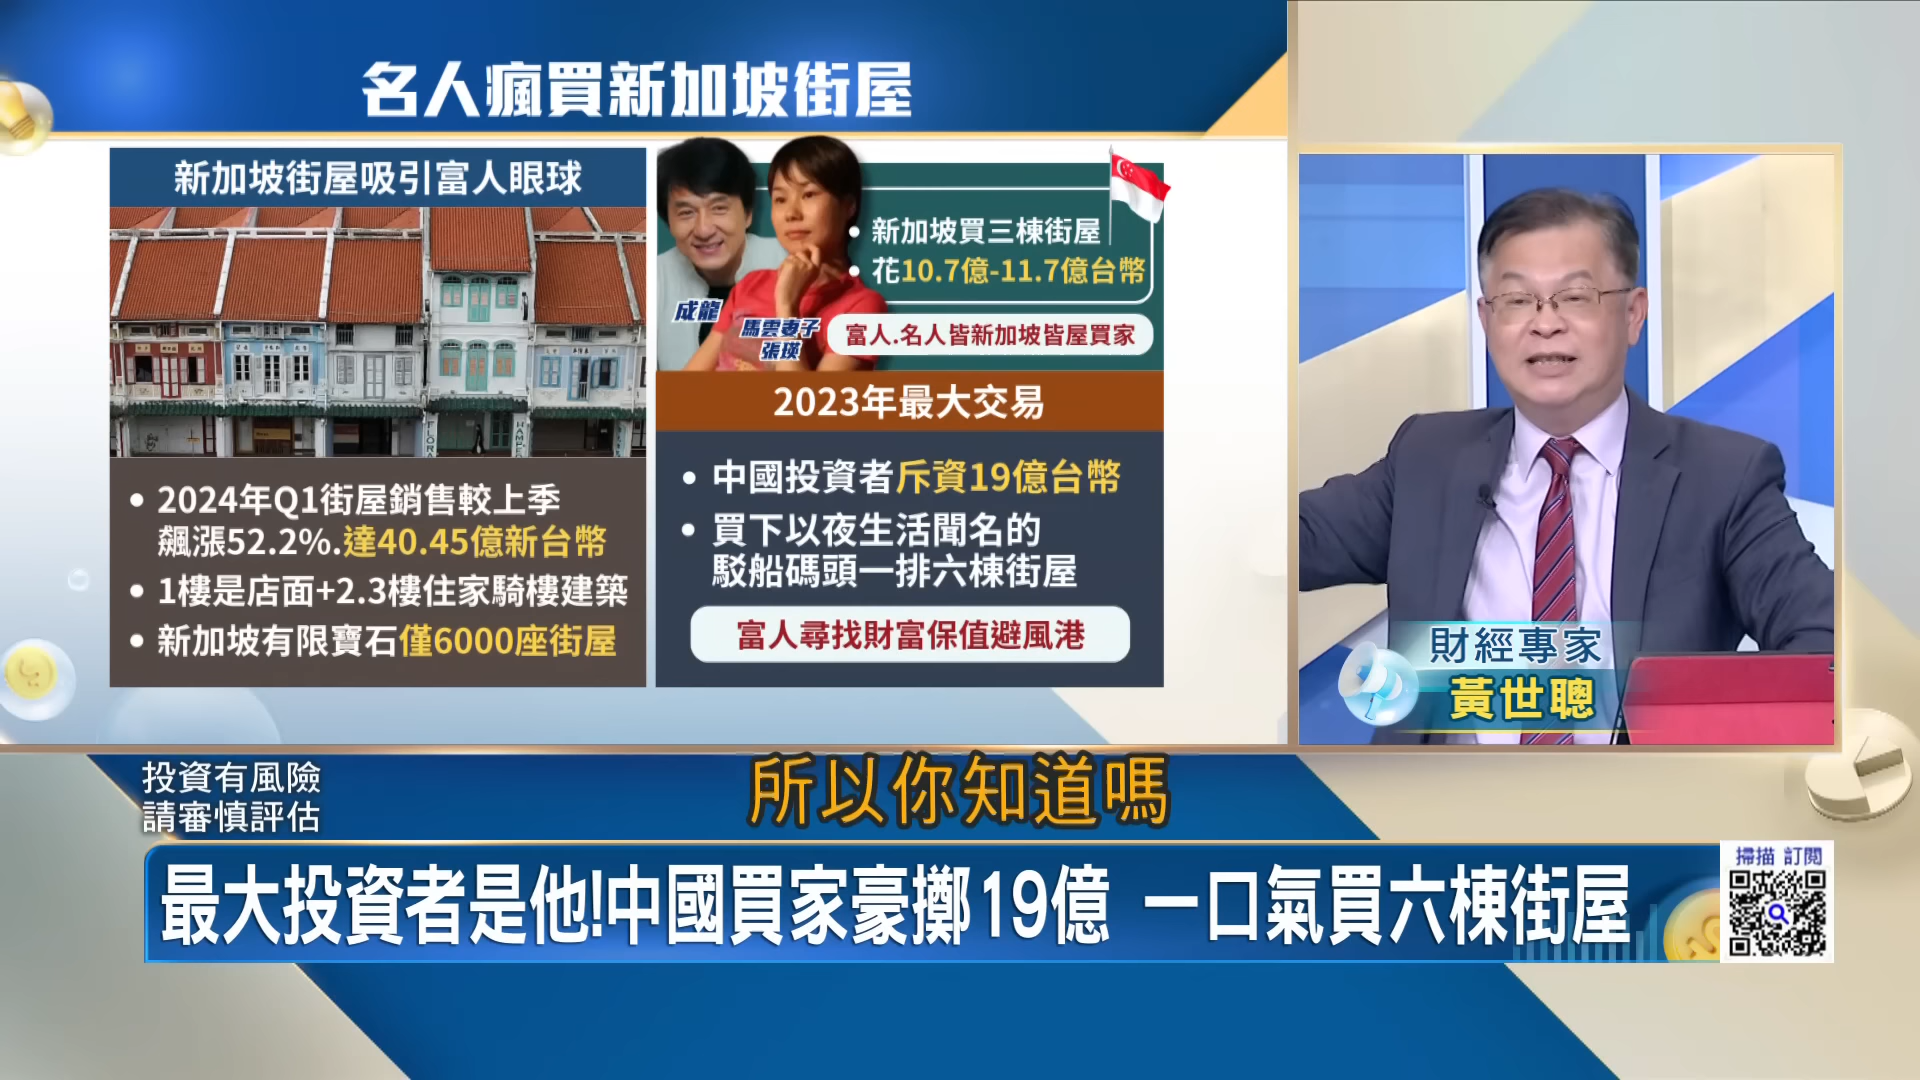 名人瘋買新加坡街屋
新加坡街屋吸引富人眼球
2024年Q1街屋銷售較上季
飆漲52.2%.達40.45億新台幣
1樓是店面+2.3樓住家騎樓建築
新加坡有限寶石僅6000座街屋
成龍
馬雲妻子
張瑛
新加坡買三棟街屋
花10.7億-11.7億台幣
富人.名人皆新加坡皆屋買家
2023年最大交易
中國投資者斥資19億台幣
買下以夜生活聞名的
駁船碼頭一排六棟街屋
富人尋找財富保值避風港
財經專家
黃世聰
投資有風險
請審慎評估
所以你知道嗎
最大投資者是他!中國買家豪擲19億 一口氣買六棟街屋
掃描 訂閱